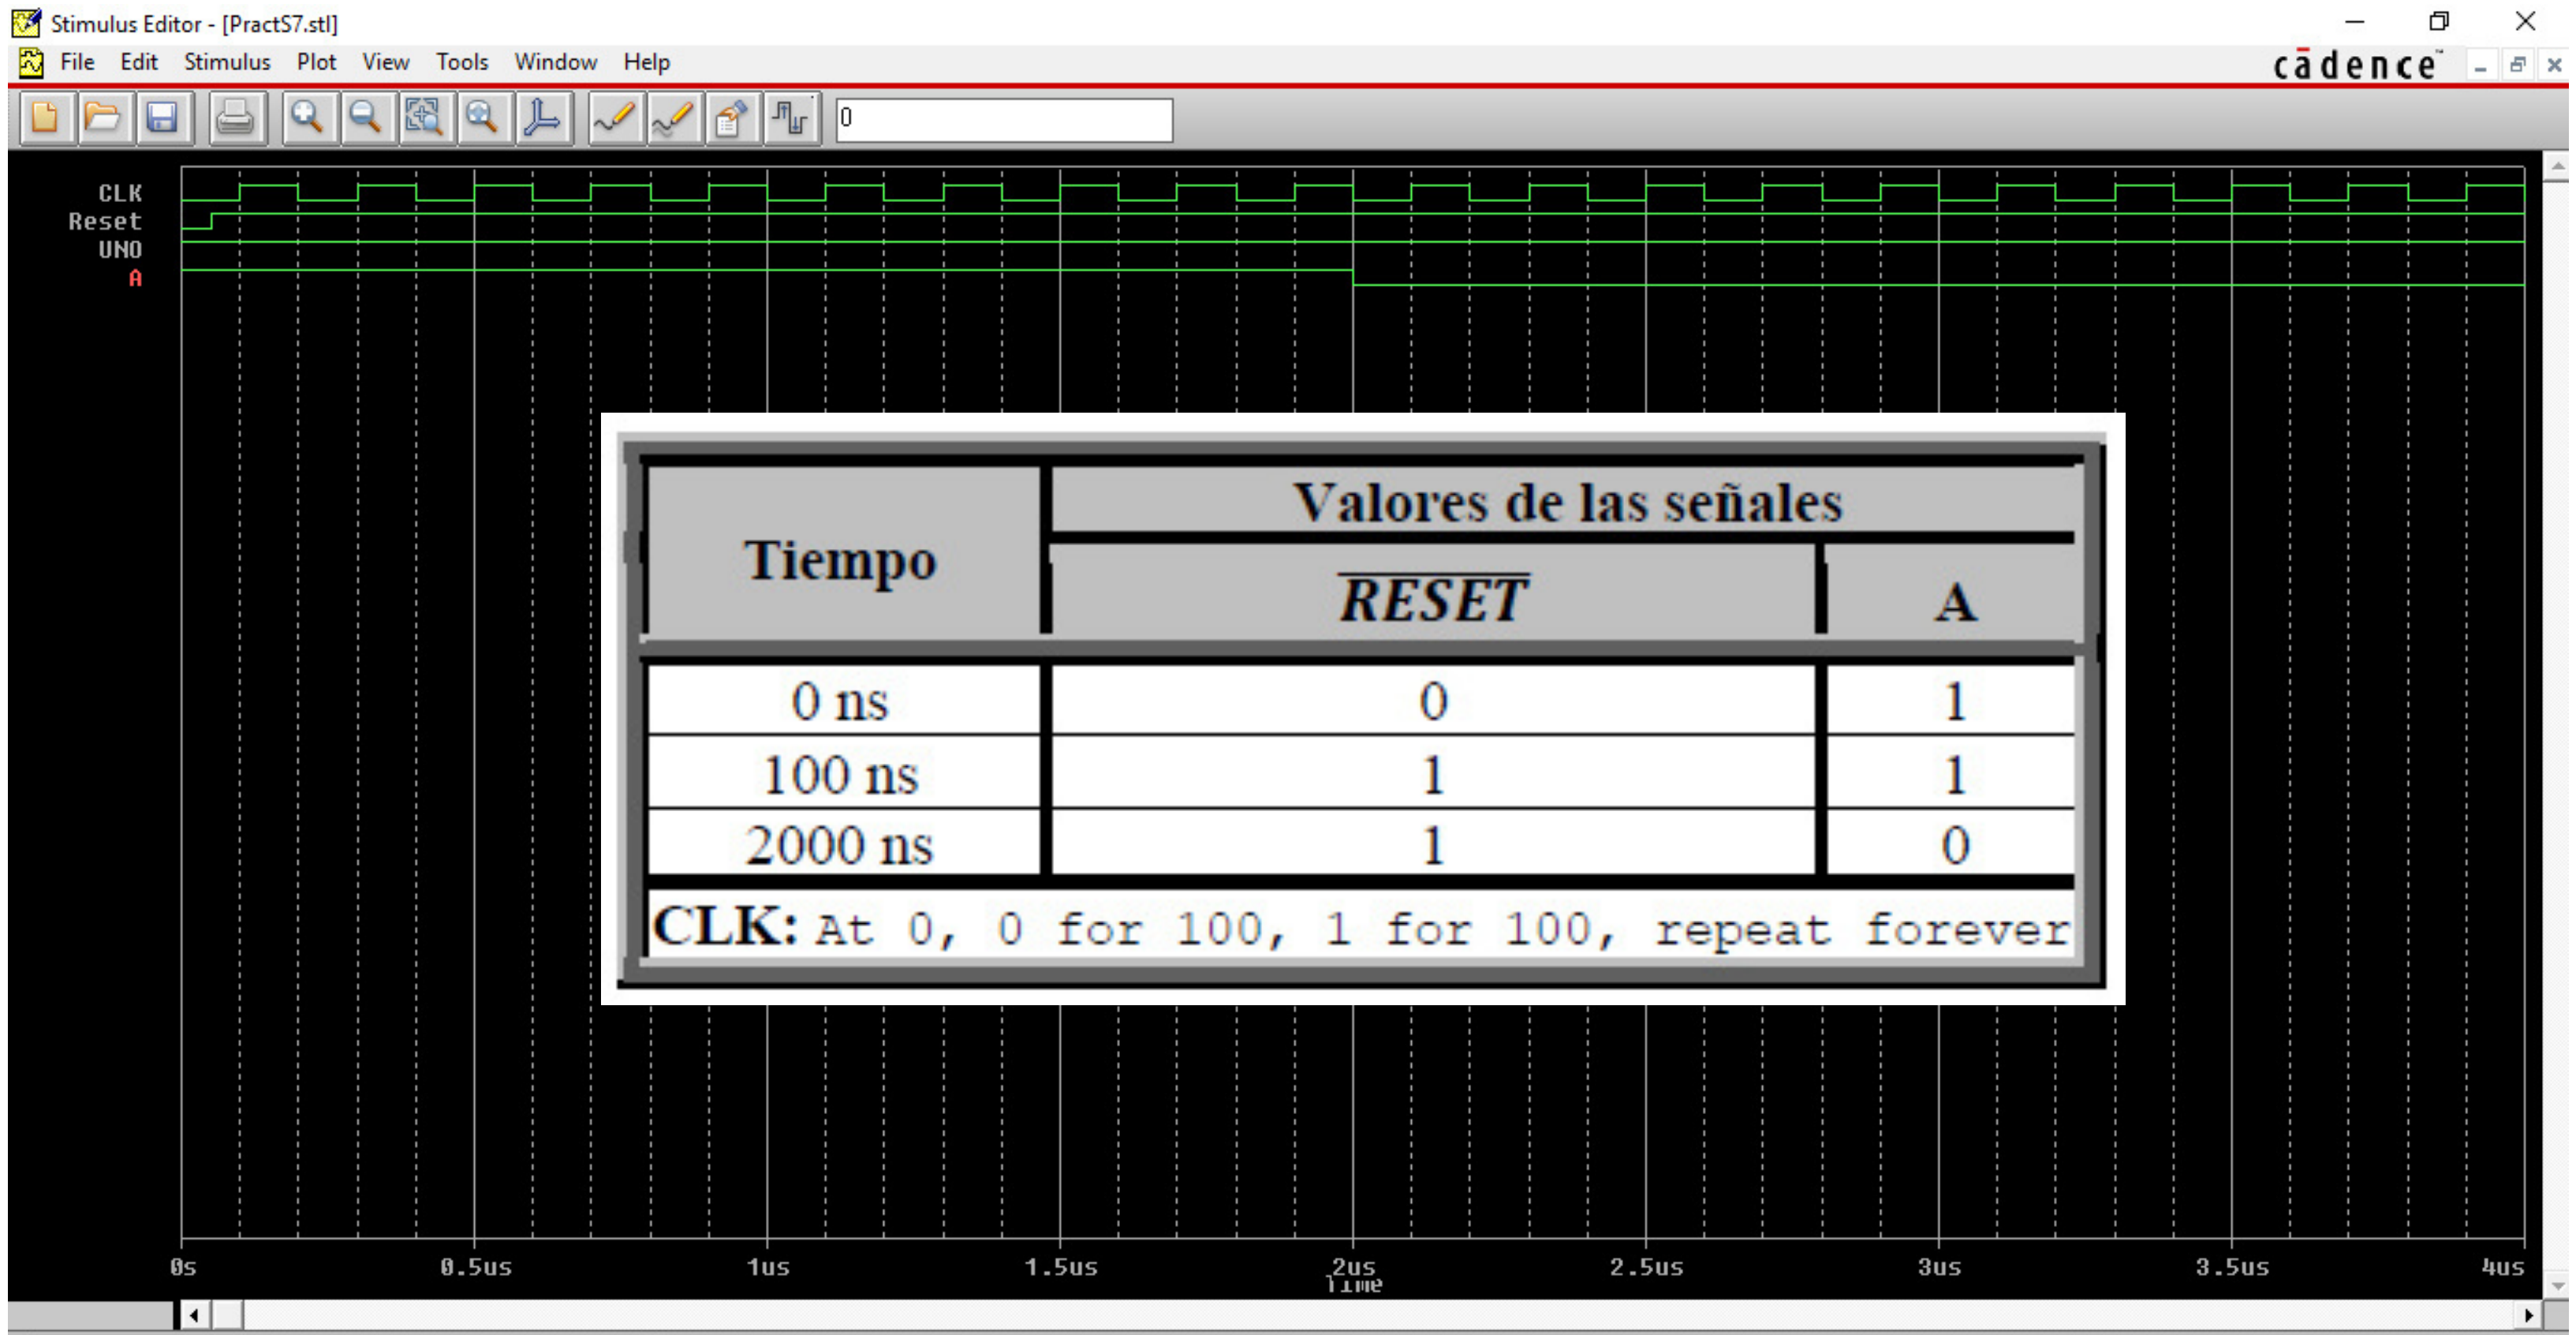 Stimulus Editor - [PractS7.stl]
File Edit Stimulus Plot View Tools Window Help
cādence™
0
CLK
Reset
UNO
A
Tiempo
Valores de las señales
RESET
A
0 ns 0 1
100 ns 1 1
2000 ns 1 0
CLK: At 0, 0 for 100, 1 for 100, repeat forever
0s 0.5us 1us 1.5us 2us 2.5us 3us 3.5us 4us
Time